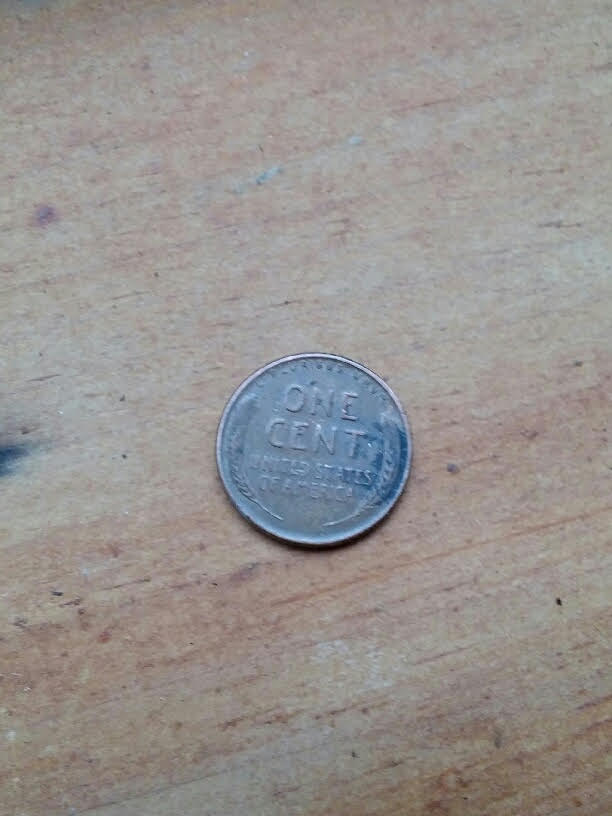 ONE
CENT
UNITED STATES
OF AMERICA